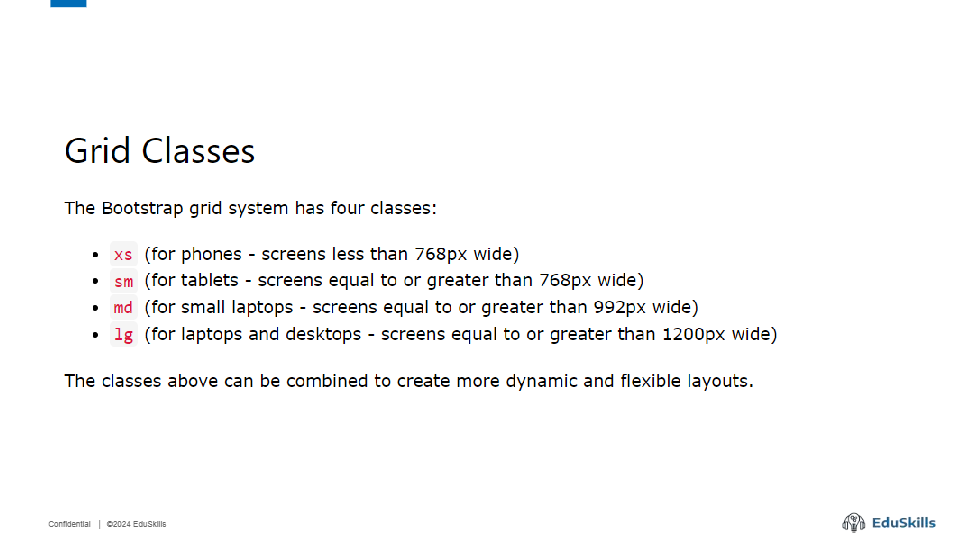 Grid Classes
The Bootstrap grid system has four classes:
• xs (for phones - screens less than 768px wide)
• sm (for tablets - screens equal to or greater than 768px wide)
• md (for small laptops - screens equal to or greater than 992px wide)
• lg (for laptops and desktops - screens equal to or greater than 1200px wide)
The classes above can be combined to create more dynamic and flexible layouts.
Confidential | ©2024 EduSkills
EduSkills